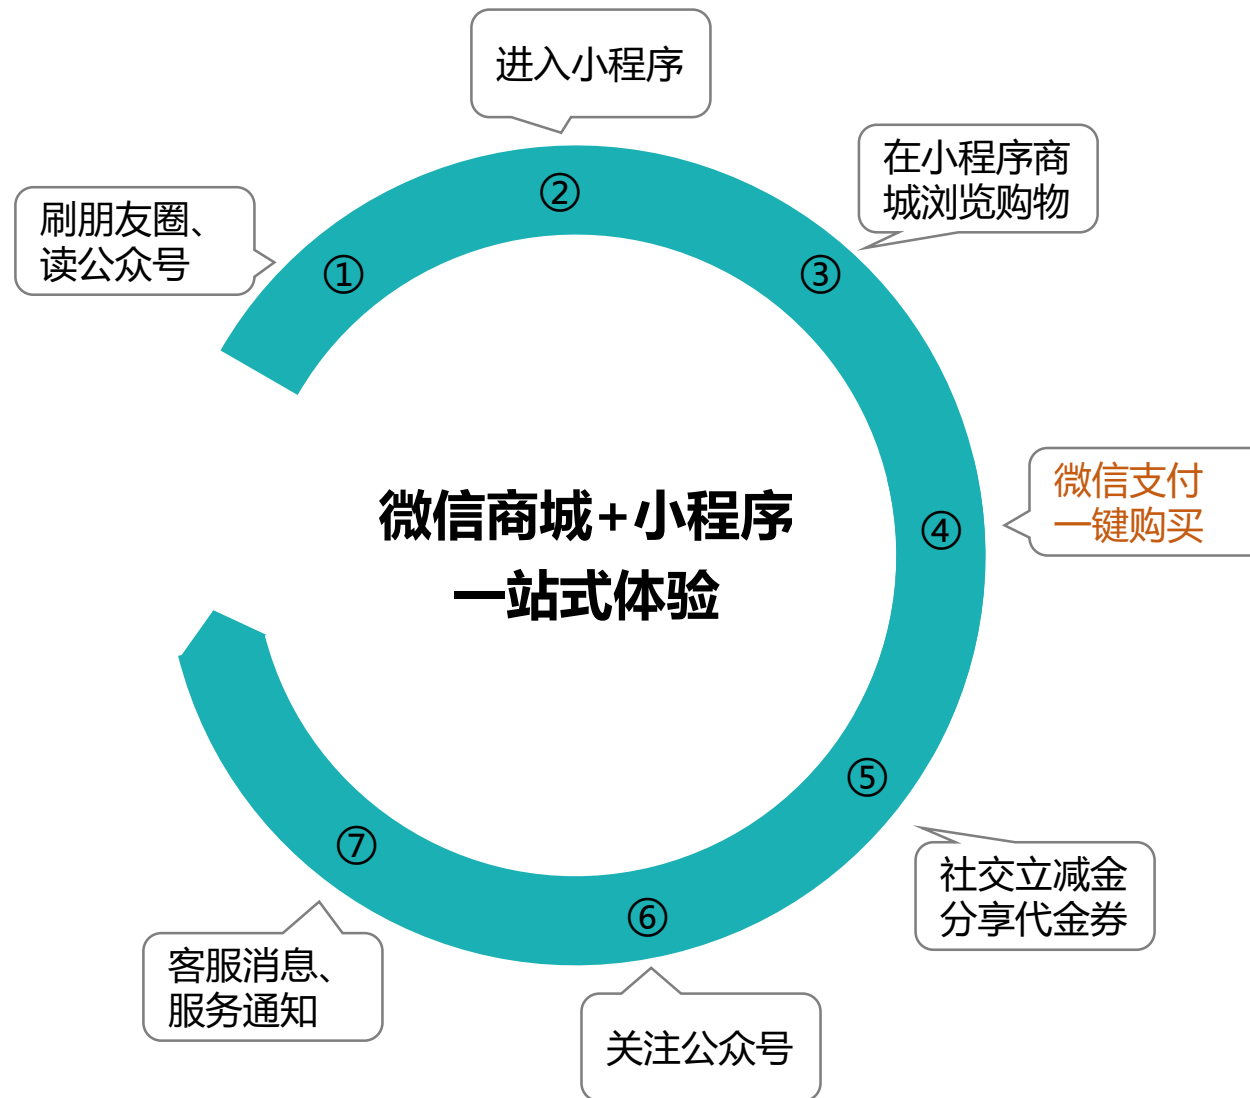 进入小程序
在小程序商
城浏览购物
刷朋友圈、
读公众号
①
②
③
微信支付
一键购买
④
微信商城+小程序
一站式体验
⑤
社交立减金
分享代金券
⑥
关注公众号
⑦
客服消息、
服务通知